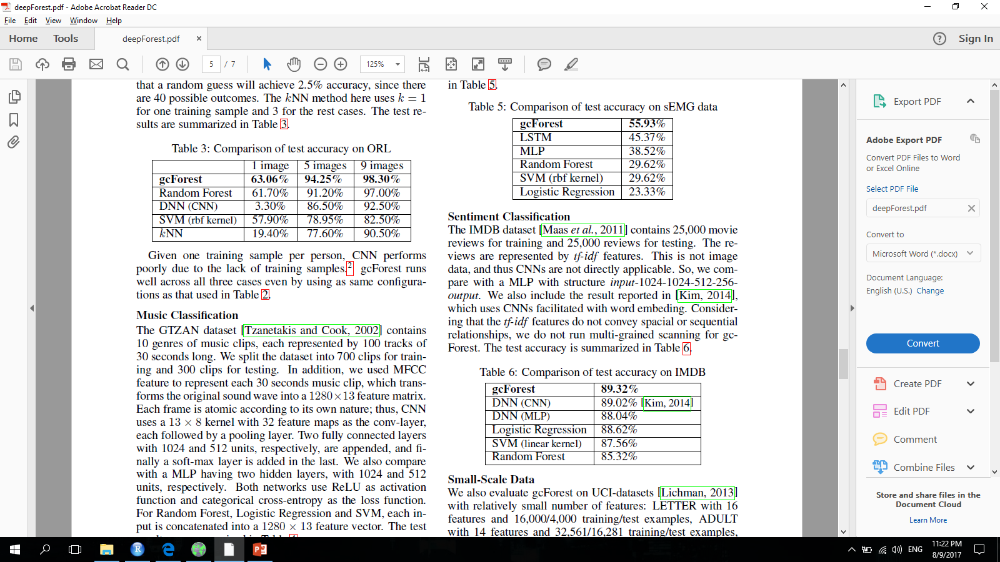 deepForest.pdf - Adobe Acrobat Reader DC
File Edit View Window Help
Home Tools deepForest.pdf × Sign In
5 / 7 125%
that a random guess will achieve 2.5% accuracy, since there
are 40 possible outcomes. The kNN method here uses k = 1
for one training sample and 3 for the rest cases. The test re-
sults are summarized in Table 3.
Table 3: Comparison of test accuracy on ORL
1 image 5 images 9 images
gcForest 63.06% 94.25% 98.30%
Random Forest 61.70% 91.20% 97.00%
DNN (CNN) 3.30% 86.50% 92.50%
SVM (rbf kernel) 57.90% 78.95% 82.50%
kNN 19.40% 77.60% 90.50%
Given one training sample per person, CNN performs
poorly due to the lack of training samples.2 gcForest runs
well across all three cases even by using as same configura-
tions as that used in Table 2.
Music Classification
The GTZAN dataset [Tzanetakis and Cook, 2002] contains
10 genres of music clips, each represented by 100 tracks of
30 seconds long. We split the dataset into 700 clips for train-
ing and 300 clips for testing. In addition, we used MFCC
feature to represent each 30 seconds music clip, which trans-
forms the original sound wave into a 1280×13 feature matrix.
Each frame is atomic according to its own nature; thus, CNN
uses a 13 × 8 kernel with 32 feature maps as the conv-layer,
each followed by a pooling layer. Two fully connected layers
with 1024 and 512 units, respectively, are appended, and fi-
nally a soft-max layer is added in the last. We also compare
with a MLP having two hidden layers, with 1024 and 512
units, respectively. Both networks use ReLU as activation
function and categorical cross-entropy as the loss function.
For Random Forest, Logistic Regression and SVM, each in-
put is concatenated into a 1280 × 13 feature vector. The test
in Table 5.
Table 5: Comparison of test accuracy on sEMG data
gcForest 55.93%
LSTM 45.37%
MLP 38.52%
Random Forest 29.62%
SVM (rbf kernel) 29.62%
Logistic Regression 23.33%
Sentiment Classification
The IMDB dataset [Maas et al., 2011] contains 25,000 movie
reviews for training and 25,000 reviews for testing. The re-
views are represented by tf-idf features. This is not image
data, and thus CNNs are not directly applicable. So, we com-
pare with a MLP with structure input-1024-1024-512-256-
output. We also include the result reported in [Kim, 2014],
which uses CNNs facilitated with word embeding. Consider-
ing that the tf-idf features do not convey spacial or sequential
relationships, we do not run multi-grained scanning for gc-
Forest. The test accuracy is summarized in Table 6.
Table 6: Comparison of test accuracy on IMDB
gcForest 89.32%
DNN (CNN) 89.02% [Kim, 2014]
DNN (MLP) 88.04%
Logistic Regression 88.62%
SVM (linear kernel) 87.56%
Random Forest 85.32%
Small-Scale Data
We also evaluate gcForest on UCI-datasets [Lichman, 2013]
with relatively small number of features: LETTER with 16
features and 16,000/4,000 training/test examples, ADULT
with 14 features and 32,561/16,281 training/test examples,
Export PDF
Adobe Export PDF
Convert PDF Files to Word
or Excel Online
Select PDF File
deepForest.pdf
Convert to
Microsoft Word (*.docx)
Document Language:
English (U.S.) Change
Convert
Create PDF
Edit PDF
Comment
Combine Files
Store and share files in the
Document Cloud
Learn More
ENG
11:22 PM
8/9/2017